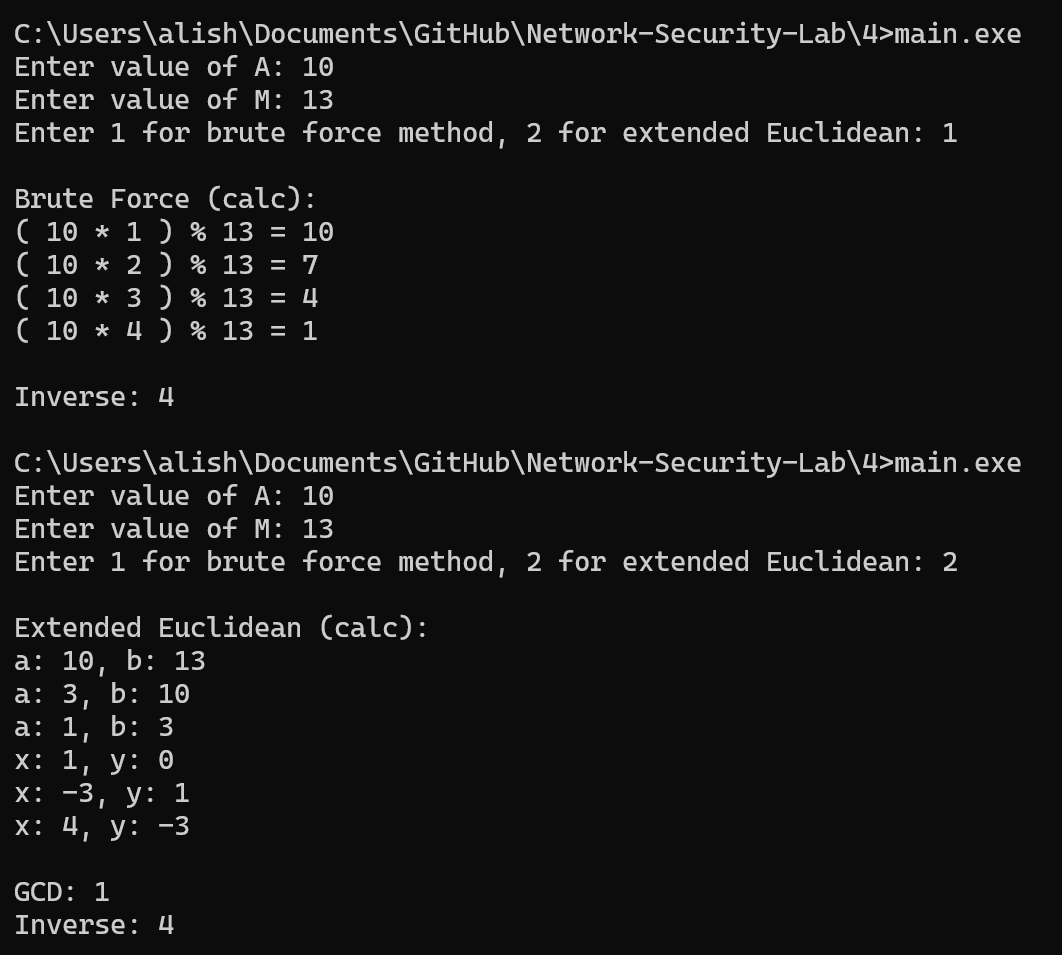 C:\Users\alish\Documents\GitHub\Network-Security-Lab\4>main.exe
Enter value of A: 10
Enter value of M: 13
Enter 1 for brute force method, 2 for extended Euclidean: 1
Brute Force (calc):
( 10 * 1 ) % 13 = 10
( 10 * 2 ) % 13 = 7
( 10 * 3 ) % 13 = 4
( 10 * 4 ) % 13 = 1
Inverse: 4
C:\Users\alish\Documents\GitHub\Network-Security-Lab\4>main.exe
Enter value of A: 10
Enter value of M: 13
Enter 1 for brute force method, 2 for extended Euclidean: 2
Extended Euclidean (calc):
a: 10, b: 13
a: 3, b: 10
a: 1, b: 3
x: 1, y: 0
x: -3, y: 1
x: 4, y: -3
GCD: 1
Inverse: 4